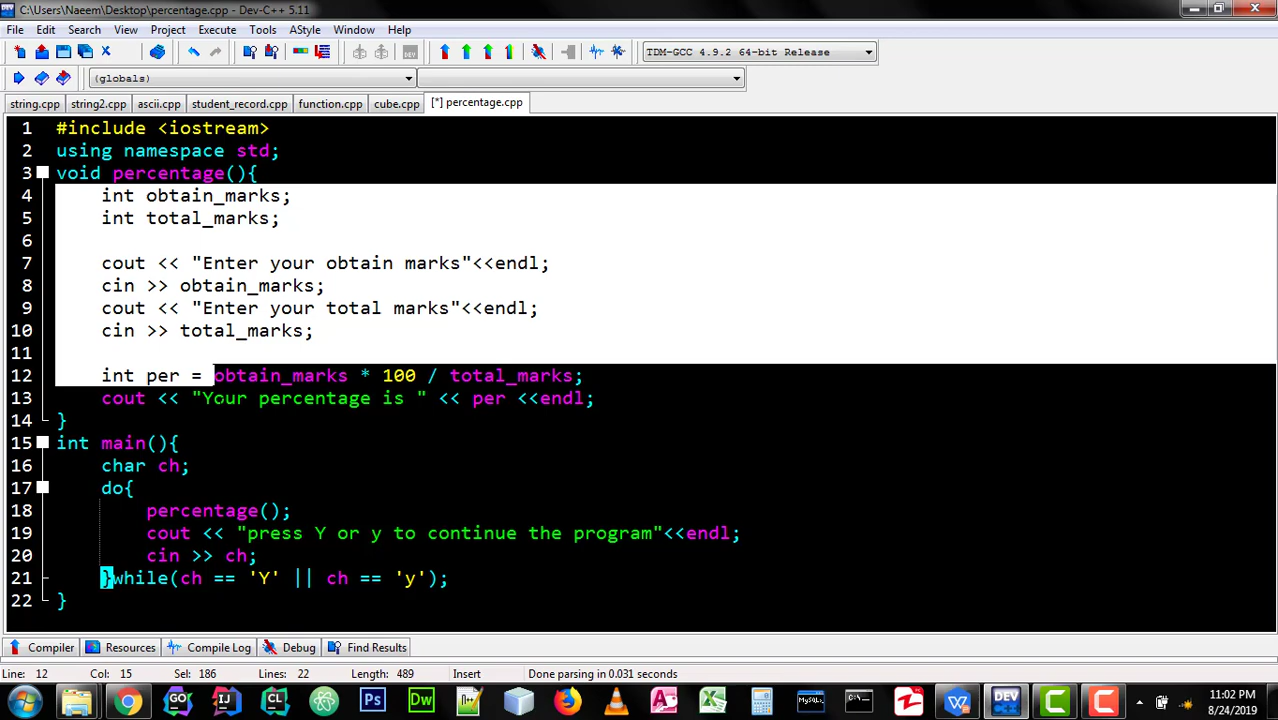 C:\Users\Naeem\Desktop\percentage.cpp - Dev-C++ 5.11
File Edit Search View Project Execute Tools AStyle Window Help
TDM-GCC 4.9.2 64-bit Release
(globals)
string.cpp string2.cpp ascii.cpp student_record.cpp function.cpp cube.cpp [*] percentage.cpp
1 #include <iostream>
2 using namespace std;
3 void percentage(){
4 int obtain_marks;
5 int total_marks;
6
7 cout << "Enter your obtain marks"<<endl;
8 cin >> obtain_marks;
9 cout << "Enter your total marks"<<endl;
10 cin >> total_marks;
11
12 int per = obtain_marks * 100 / total_marks;
13 cout << "Your percentage is " << per <<endl;
14 }
15 int main(){
16 char ch;
17 do{
18 percentage();
19 cout << "press Y or y to continue the program"<<endl;
20 cin >> ch;
21 }while(ch == 'Y' || ch == 'y');
22 }
Compiler Resources Compile Log Debug Find Results
Line: 12 Col: 15 Sel: 186 Lines: 22 Length: 489 Insert Done parsing in 0.031 seconds
11:02 PM
8/24/2019